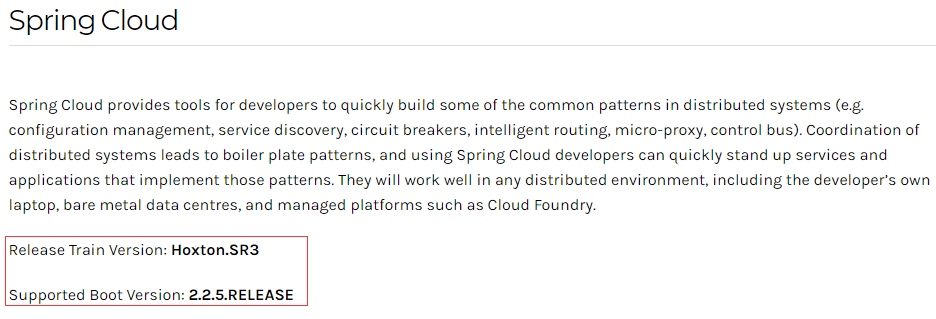 Spring Cloud
Spring Cloud provides tools for developers to quickly build some of the common patterns in distributed systems (e.g.
configuration management, service discovery, circuit breakers, intelligent routing, micro-proxy, control bus). Coordination of
distributed systems leads to boiler plate patterns, and using Spring Cloud developers can quickly stand up services and
applications that implement those patterns. They will work well in any distributed environment, including the developer's own
laptop, bare metal data centres, and managed platforms such as Cloud Foundry.
Release Train Version: Hoxton.SR3
Supported Boot Version: 2.2.5.RELEASE